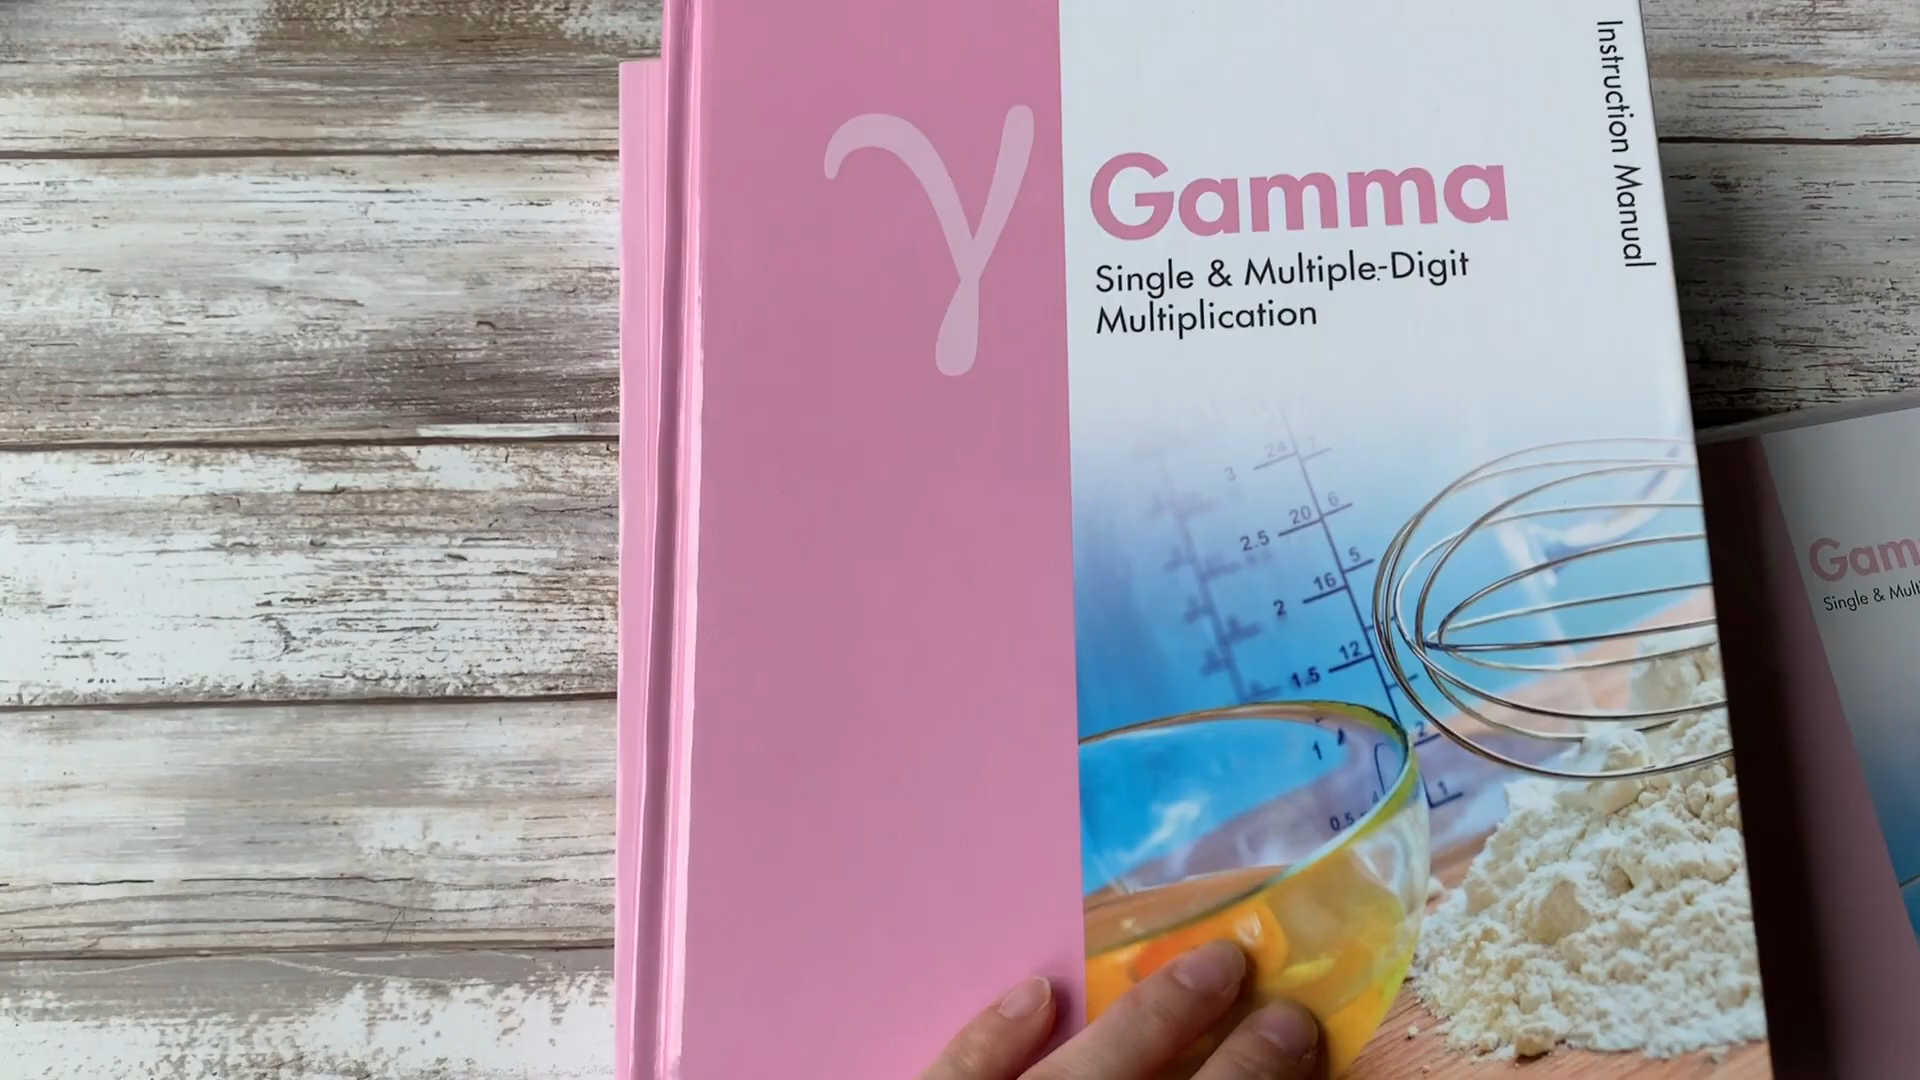 γ
Gamma
Single & Multiple-Digit
Multiplication
Instruction Manual
24 7
3
20 6
2.5
5
16
2
12
1.5
1
2
1
0.5
Gam
Single & Mult